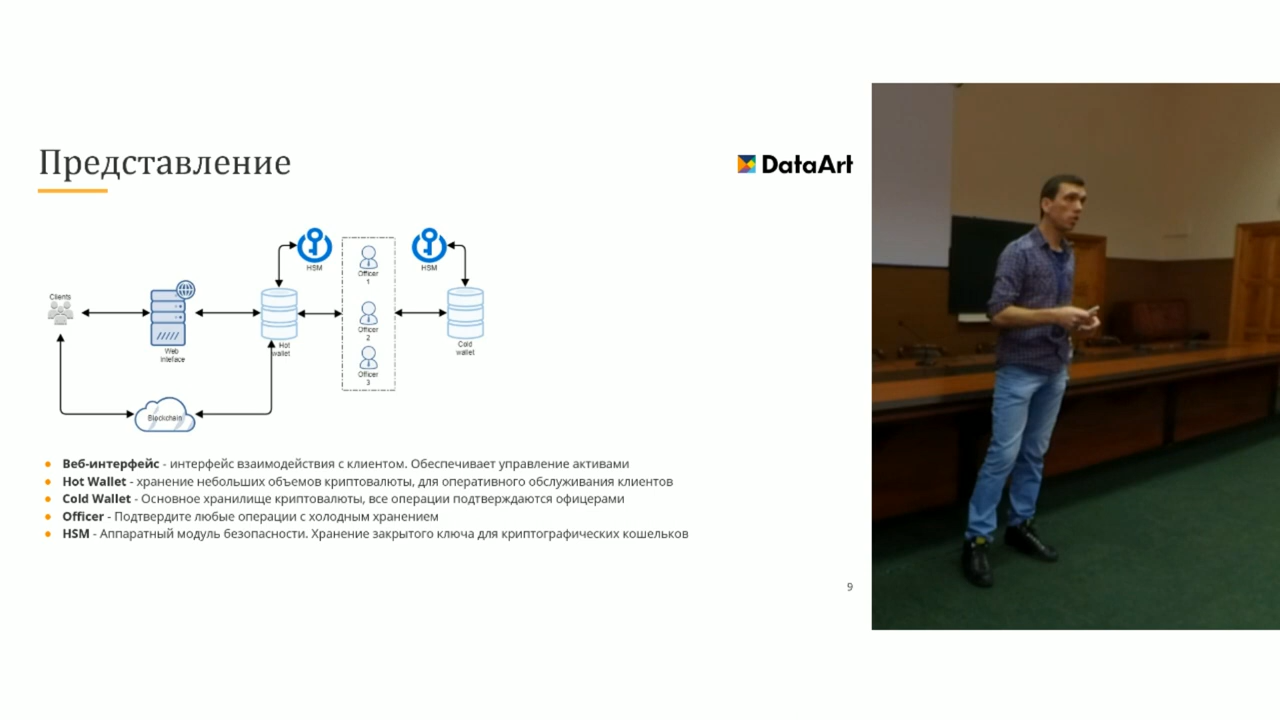 Представление
DataArt
HSM
HSM
Officer
1
Clients
Officer
2
Web
Inteface
Hot
wallet
Cold
wallet
Officer
3
Blockchain
Веб-интерфейс - интерфейс взаимодействия с клиентом. Обеспечивает управление активами
Hot Wallet - хранение небольших объемов криптовалюты, для оперативного обслуживания клиентов
Cold Wallet - Основное хранилище криптовалюты, все операции подтверждаются офицерами
Officer - Подтвердите любые операции с холодным хранением
HSM - Аппаратный модуль безопасности. Хранение закрытого ключа для криптографических кошельков
9